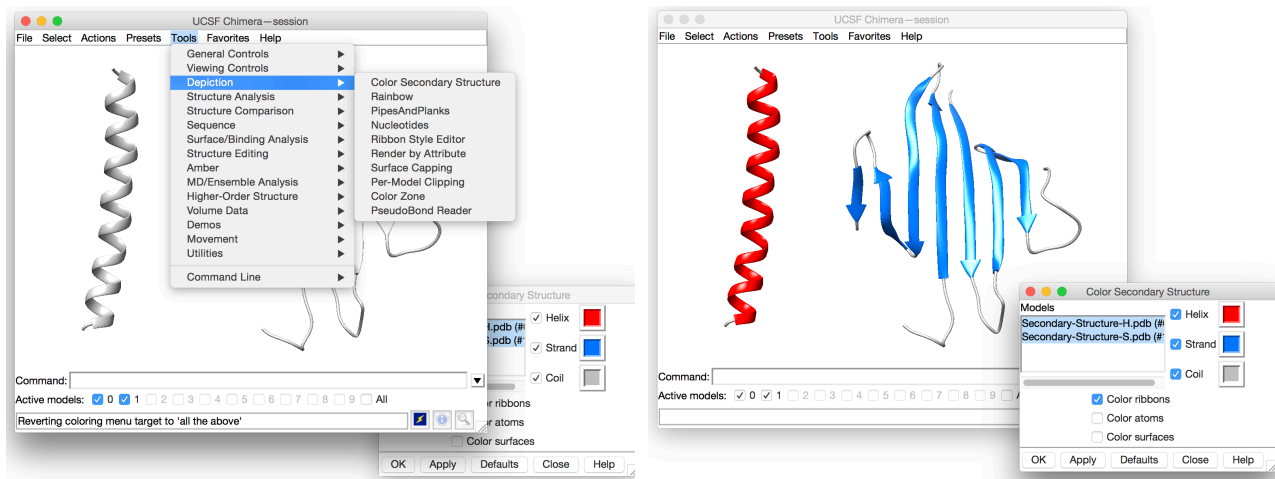 UCSF Chimera—session
File Select Actions Presets Tools Favorites Help
General Controls
Viewing Controls
Depiction
Structure Analysis
Structure Comparison
Sequence
Surface/Binding Analysis
Structure Editing
Amber
MD/Ensemble Analysis
Higher-Order Structure
Volume Data
Demos
Movement
Utilities
Command Line
Color Secondary Structure
Rainbow
PipesAndPlanks
Nucleotides
Ribbon Style Editor
Render by Attribute
Surface Capping
Per-Model Clipping
Color Zone
PseudoBond Reader
Structure
Helix
Strand
Coil
ribbons
atoms
Color surfaces
OK Apply Defaults Close Help
Command:
Active models: 0 1 2 3 4 5 6 7 8 9 All
Reverting coloring menu target to 'all the above'
UCSF Chimera—session
File Select Actions Presets Tools Favorites Help
Command:
Active models: 0 1 2 3 4 5 6 7 8 9
Color Secondary Structure
Models
Secondary-Structure-H.pdb
Secondary-Structure-S.pdb
Helix
Strand
Coil
Color ribbons
Color atoms
Color surfaces
OK Apply Defaults Close Help